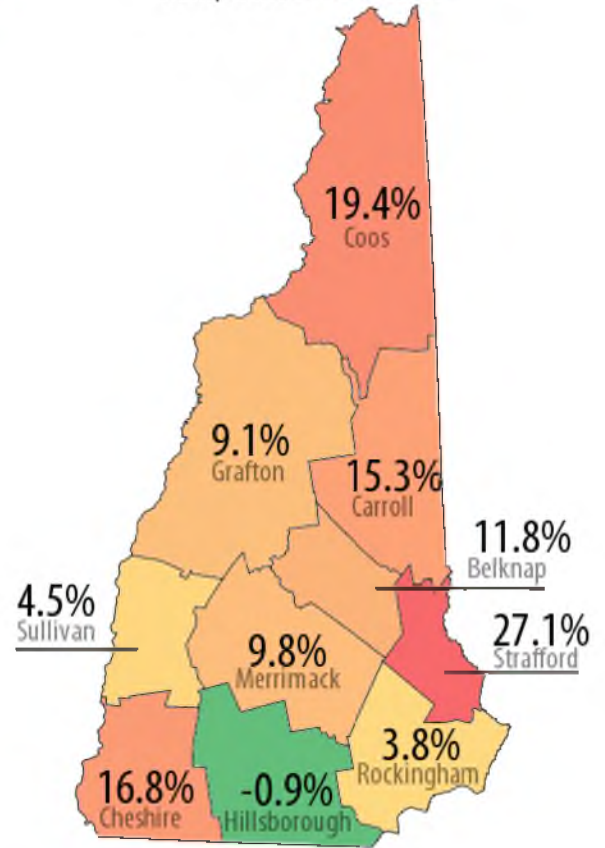 19.4%
Coos
9.1%
Grafton
15.3%
Carroll
11.8%
Belknap
4.5%
Sullivan
27.1%
Strafford
9.8%
Merrimack
3.8%
Rockingham
16.8%
Cheshire
-0.9%
Hillsborough